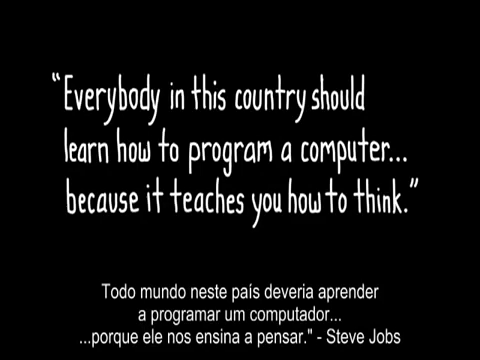 “Everybody in this country should
learn how to program a computer...
because it teaches you how to think.”
Todo mundo neste país deveria aprender
a programar um computador...
...porque ele nos ensina a pensar." - Steve Jobs